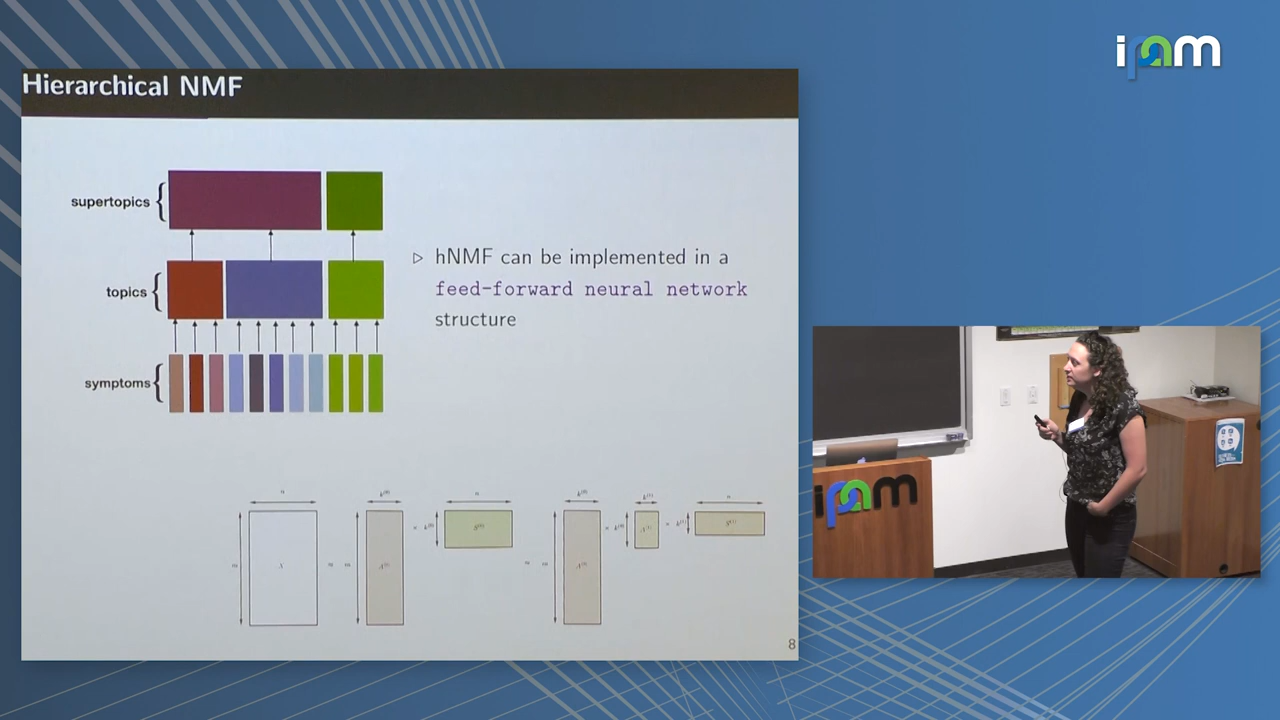 ipam
Hierarchical NMF
supertopics
topics
symptoms
hNMF can be implemented in a
feed-forward neural network
structure
8
ipam